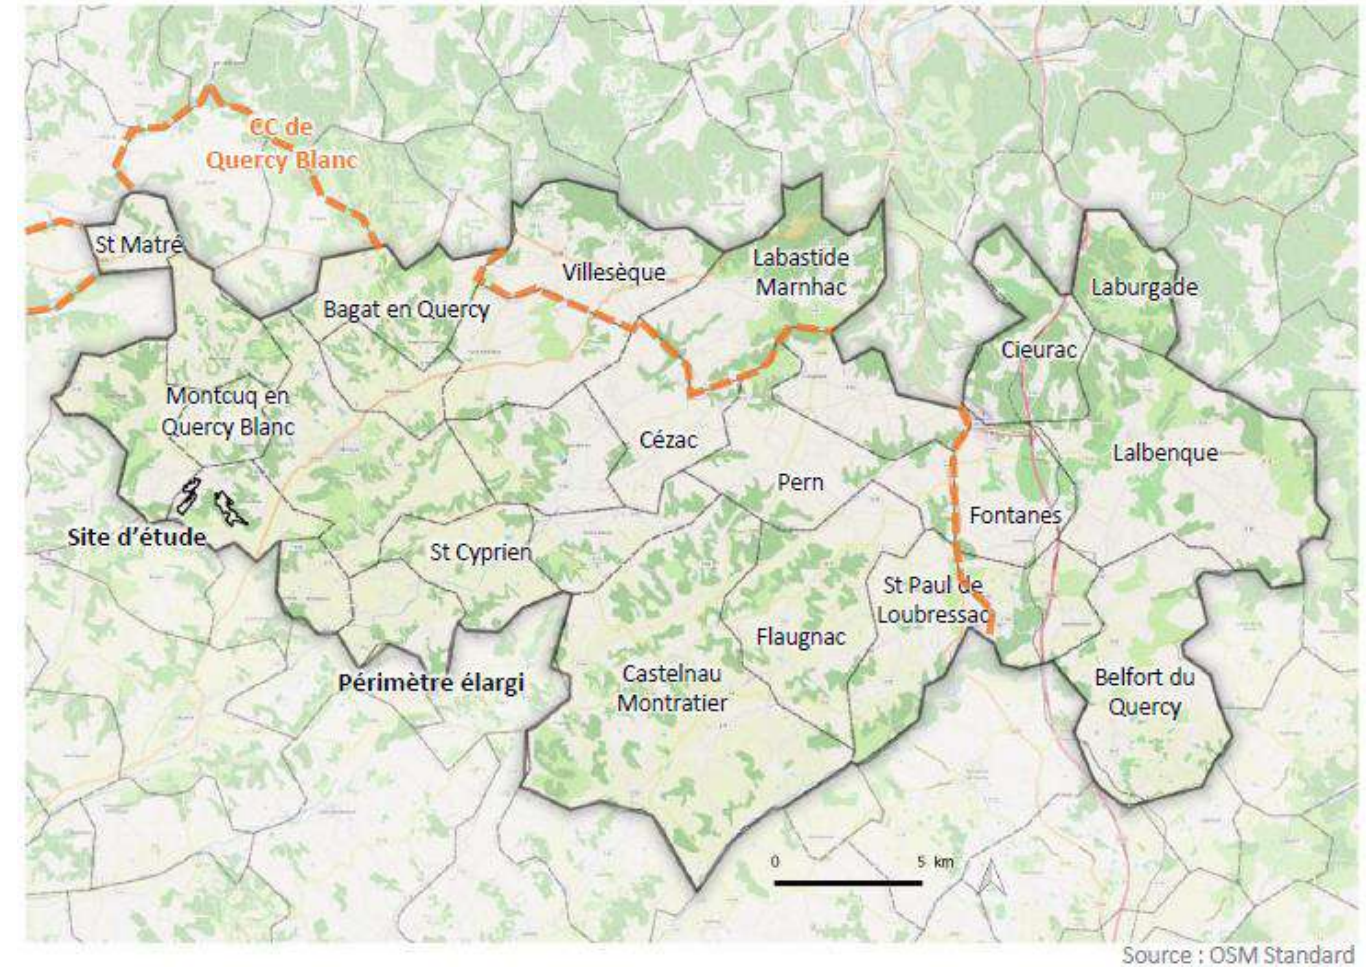 CC de
Quercy Blanc
St Matré
Villesèque
Labastide
Marnhac
Laburgade
Bagat en Quercy
Cieurac
Montcuq en
Quercy Blanc
Cézac
Lalbenque
Pern
Fontanes
Site d'étude
St Cyprien
St Paul de
Loubressac
Flaugnac
Castelnau
Montratier
Périmètre élargi
Belfort du
Quercy
0 5 km
Source : OSM Standard